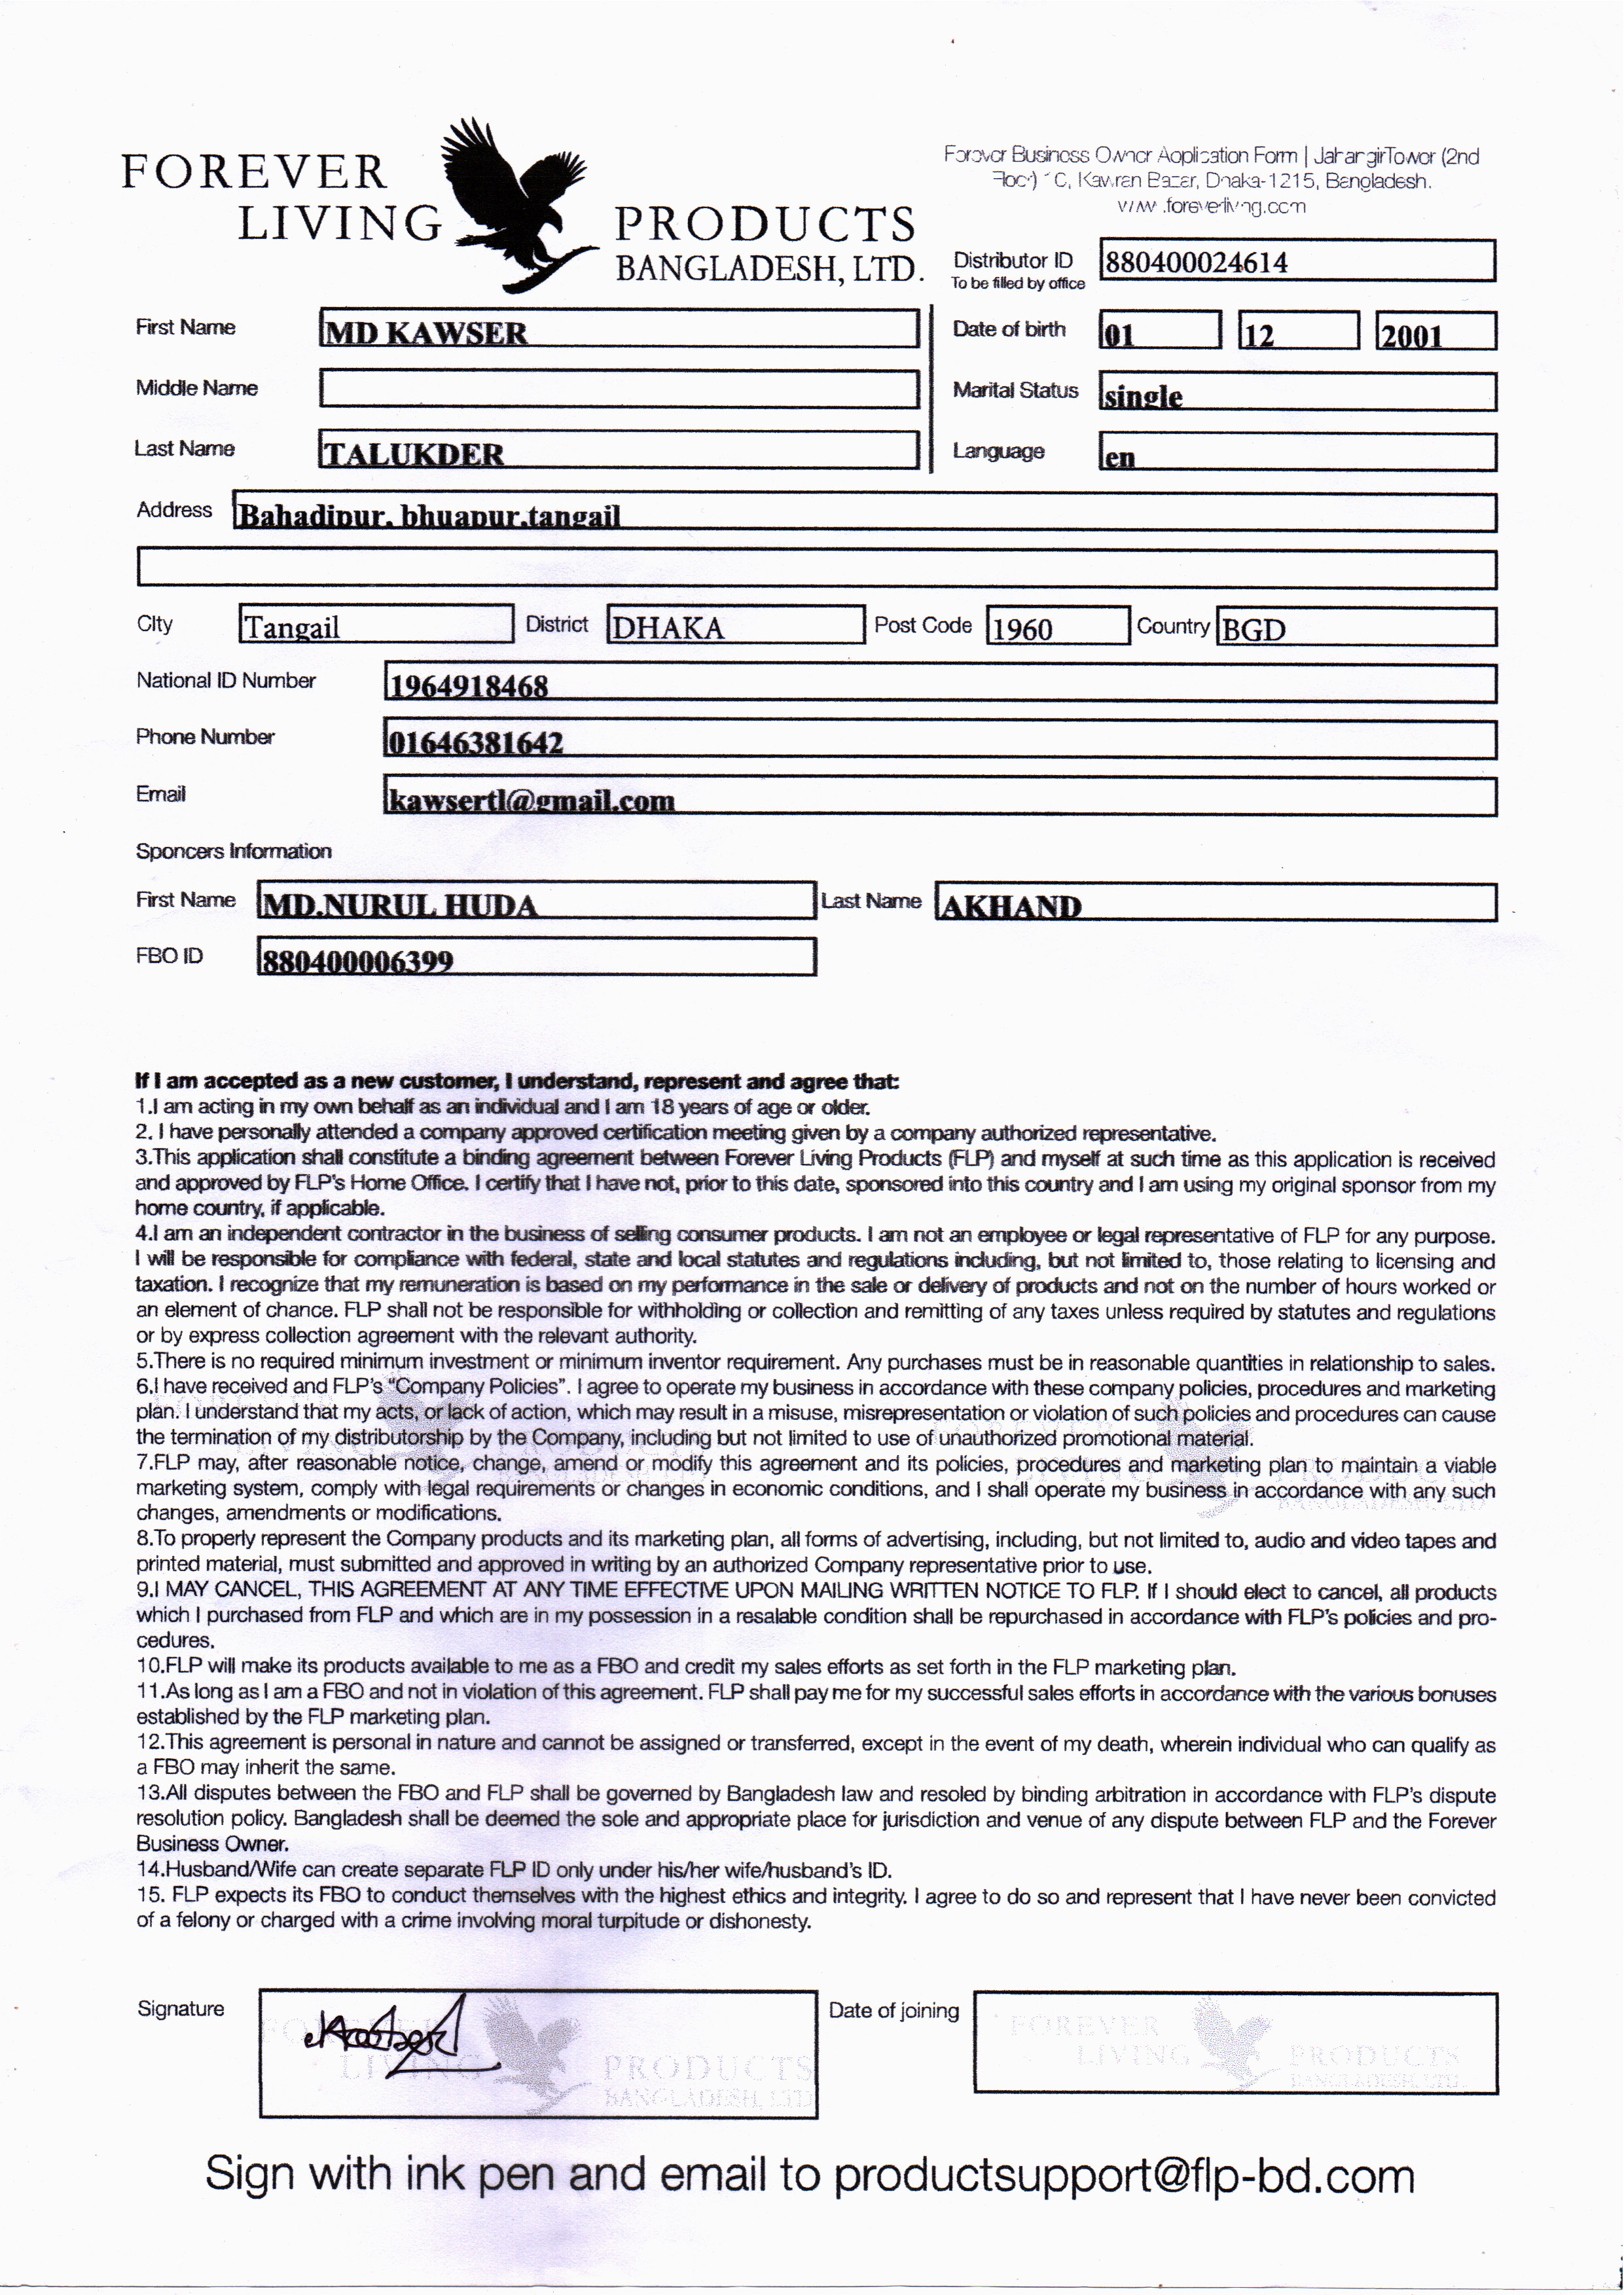 FOREVER
LIVING
PRODUCTS
BANGLADESH, LTD.
Forever Business Owner Application Form | JahangirTower (2nd
Floor) 10, Kawran Bazar, Dhaka-1215, Bangladesh.
www.foreverliving.com
Distributor ID 880400024614
To be filled by office
First Name MD KAWSER
Date of birth 01 12 2001
Middle Name
Marital Status single
Last Name TALUKDER
Language en
Address Bahadipur, bhuapur,tangail
City Tangail District DHAKA Post Code 1960 Country BGD
National ID Number 1964918468
Phone Number 01646381642
Email kawsertl@gmail.com
Sponcers Information
First Name MD.NURUL HUDA Last Name AKHAND
FBO ID 880400006399
If I am accepted as a new customer, I understand, represent and agree that:
1.I am acting in my own behalf as an individual and I am 18 years of age or older.
2. I have personally attended a company approved certification meeting given by a company authorized representative.
3.This application shall constitute a binding agreement between Forever Living Products (FLP) and myself at such time as this application is received
and approved by FLP's Home Office. I certify that I have not, prior to this date, sponsored into this country and I am using my original sponsor from my
home country, if applicable.
4.I am an independent contractor in the business of selling consumer products. I am not an employee or legal representative of FLP for any purpose.
I will be responsible for compliance with federal, state and local statutes and regulations including, but not limited to, those relating to licensing and
taxation. I recognize that my remuneration is based on my performance in the sale or delivery of products and not on the number of hours worked or
an element of chance. FLP shall not be responsible for withholding or collection and remitting of any taxes unless required by statutes and regulations
or by express collection agreement with the relevant authority.
5.There is no required minimum investment or minimum inventor requirement. Any purchases must be in reasonable quantities in relationship to sales.
6.I have received and FLP's “Company Policies”. I agree to operate my business in accordance with these company policies, procedures and marketing
plan. I understand that my acts, or lack of action, which may result in a misuse, misrepresentation or violation of such policies and procedures can cause
the termination of my distributorship by the Company, including but not limited to use of unauthorized promotional material.
7.FLP may, after reasonable notice, change, amend or modify this agreement and its policies, procedures and marketing plan to maintain a viable
marketing system, comply with legal requirements or changes in economic conditions, and I shall operate my business in accordance with any such
changes, amendments or modifications.
8.To properly represent the Company products and its marketing plan, all forms of advertising, including, but not limited to, audio and video tapes and
printed material, must submitted and approved in writing by an authorized Company representative prior to use.
9.I MAY CANCEL, THIS AGREEMENT AT ANY TIME EFFECTIVE UPON MAILING WRITTEN NOTICE TO FLP. If I should elect to cancel, all products
which I purchased from FLP and which are in my possession in a resalable condition shall be repurchased in accordance with FLP's policies and pro-
cedures.
10.FLP will make its products available to me as a FBO and credit my sales efforts as set forth in the FLP marketing plan.
11.As long as I am a FBO and not in violation of this agreement. FLP shall pay me for my successful sales efforts in accordance with the various bonuses
established by the FLP marketing plan.
12.This agreement is personal in nature and cannot be assigned or transferred, except in the event of my death, wherein individual who can qualify as
a FBO may inherit the same.
13.All disputes between the FBO and FLP shall be governed by Bangladesh law and resoled by binding arbitration in accordance with FLP's dispute
resolution policy. Bangladesh shall be deemed the sole and appropriate place for jurisdiction and venue of any dispute between FLP and the Forever
Business Owner.
14.Husband/Wife can create separate FLP ID only under his/her wife/husband's ID.
15. FLP expects its FBO to conduct themselves with the highest ethics and integrity. I agree to do so and represent that I have never been convicted
of a felony or charged with a crime involving moral turpitude or dishonesty.
Signature
Date of joining
FOREVER
LIVING
PRODUCTS
BANGLADESH, LTD
FOREVER
LIVING
PRODUCTS
BANGLADESH, LTD.
Sign with ink pen and email to productsupport@flp-bd.com